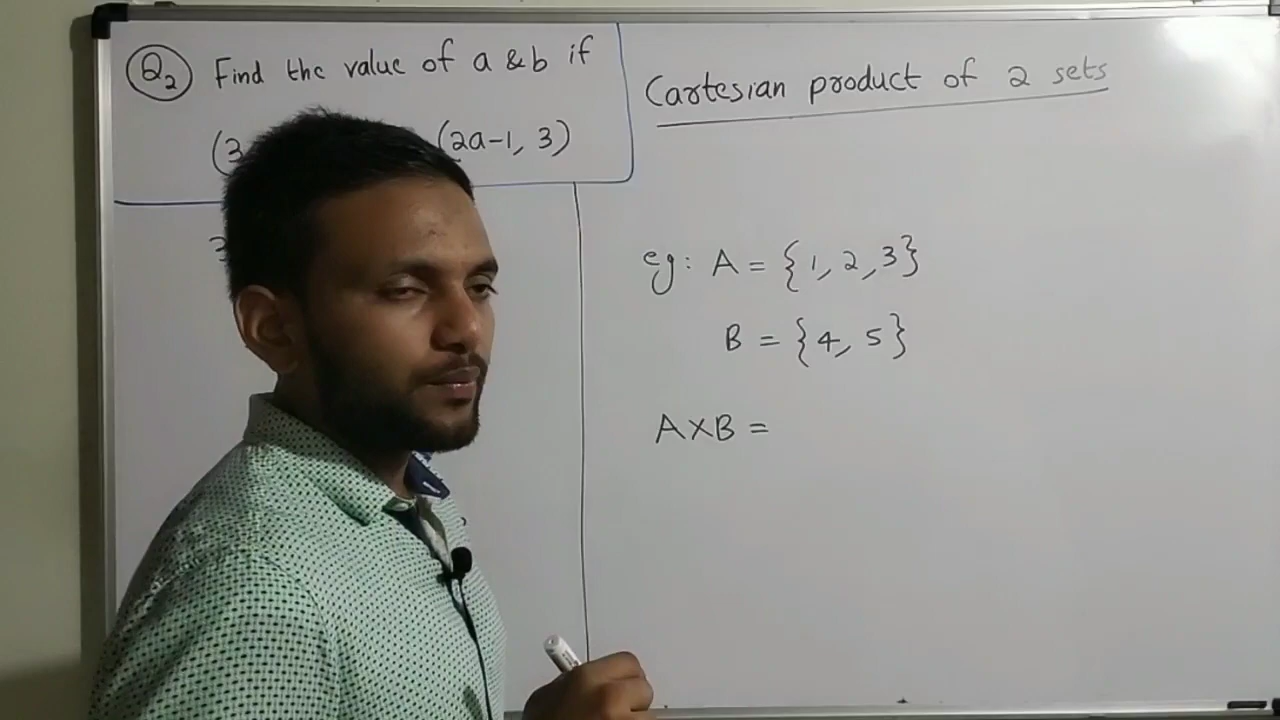 Q2 Find the value of a & b if
(3 (2a-1, 3)
3
Cartesian product of 2 sets
eg: A = {1, 2, 3}
B = {4, 5}
A×B =